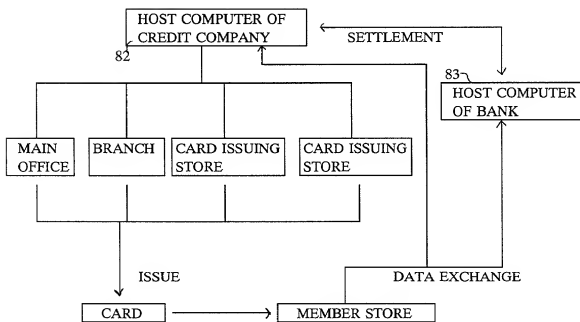 HOST COMPUTER OF
CREDIT COMPANY
82
SETTLEMENT
83
HOST COMPUTER
OF BANK
MAIN
OFFICE
BRANCH
CARD ISSUING
STORE
CARD ISSUING
STORE
ISSUE
DATA EXCHANGE
CARD
MEMBER STORE